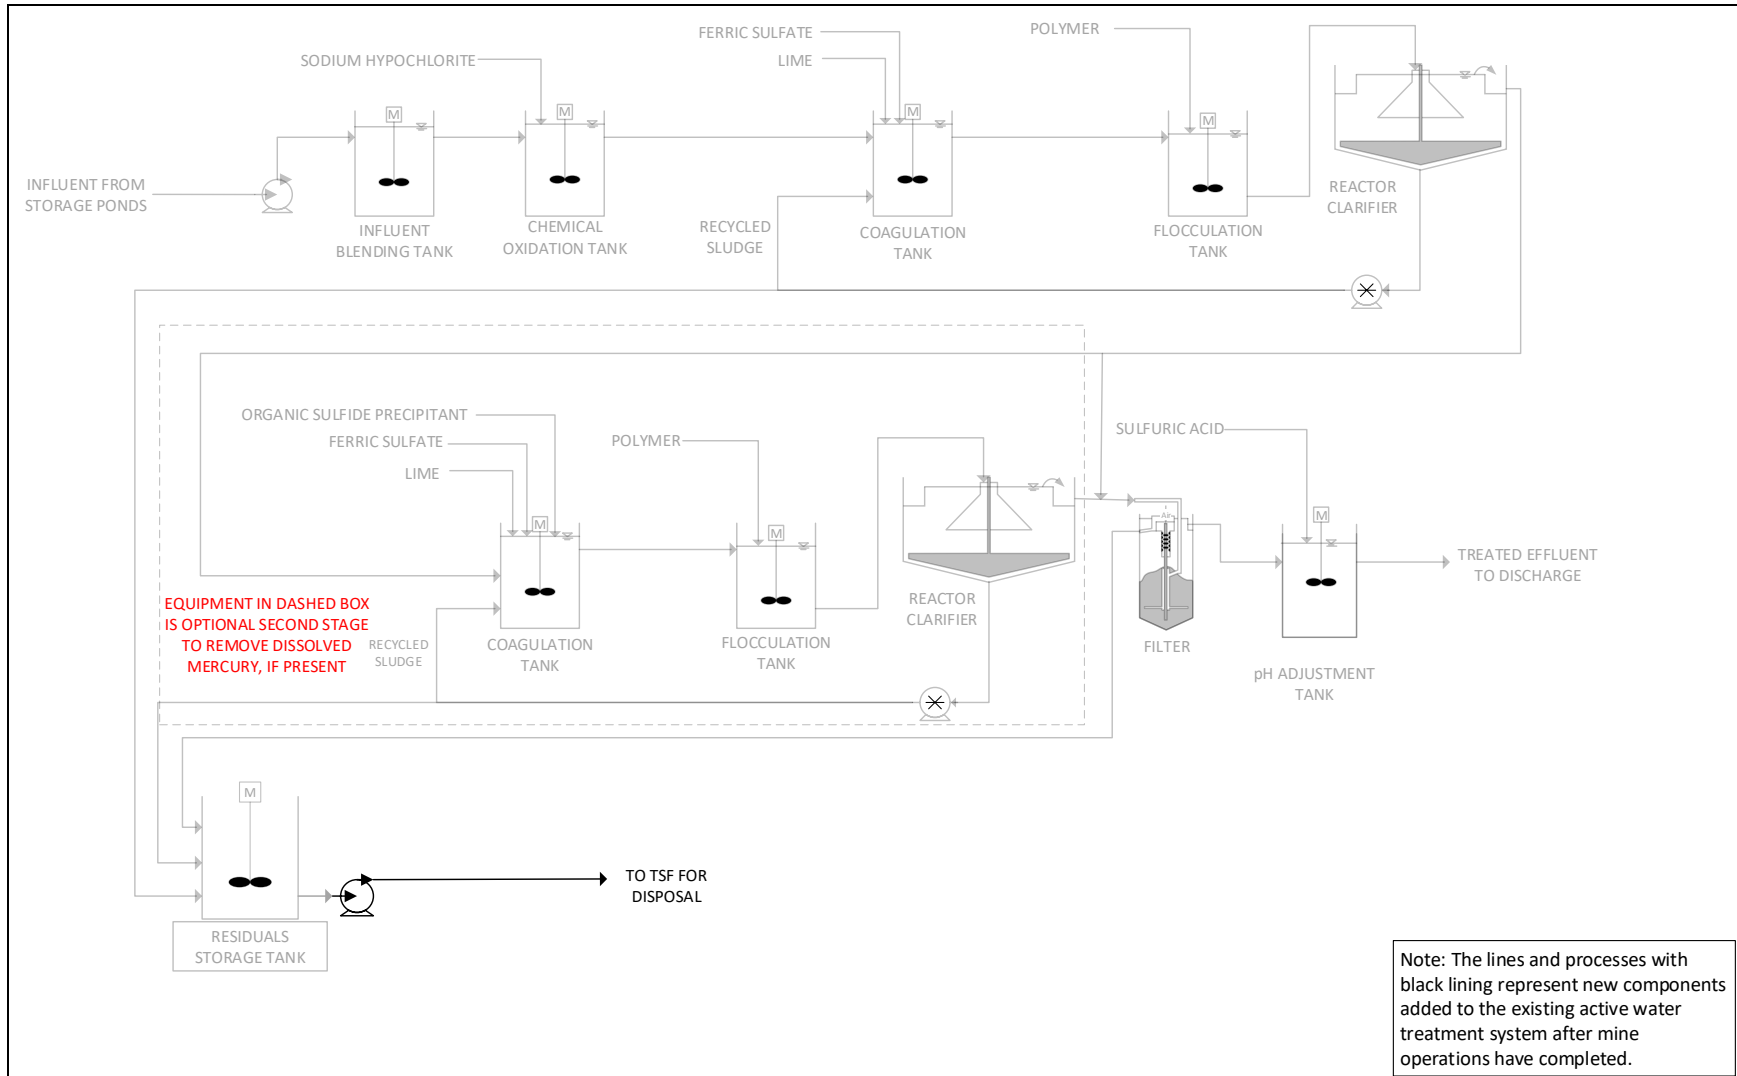 FERRIC SULFATE
LIME
POLYMER
SODIUM HYPOCHLORITE
M
M
M
M
INFLUENT FROM
STORAGE PONDS
INFLUENT
BLENDING TANK
CHEMICAL
OXIDATION TANK
RECYCLED
SLUDGE
COAGULATION
TANK
FLOCCULATION
TANK
REACTOR
CLARIFIER
ORGANIC SULFIDE PRECIPITANT
FERRIC SULFATE
LIME
POLYMER
SULFURIC ACID
M
M
M
Air
EQUIPMENT IN DASHED BOX
IS OPTIONAL SECOND STAGE
TO REMOVE DISSOLVED
MERCURY, IF PRESENT
RECYCLED
SLUDGE
COAGULATION
TANK
FLOCCULATION
TANK
REACTOR
CLARIFIER
FILTER
pH ADJUSTMENT
TANK
TREATED EFFLUENT
TO DISCHARGE
M
RESIDUALS
STORAGE TANK
TO TSF FOR
DISPOSAL
Note: The lines and processes with
black lining represent new components
added to the existing active water
treatment system after mine
operations have completed.